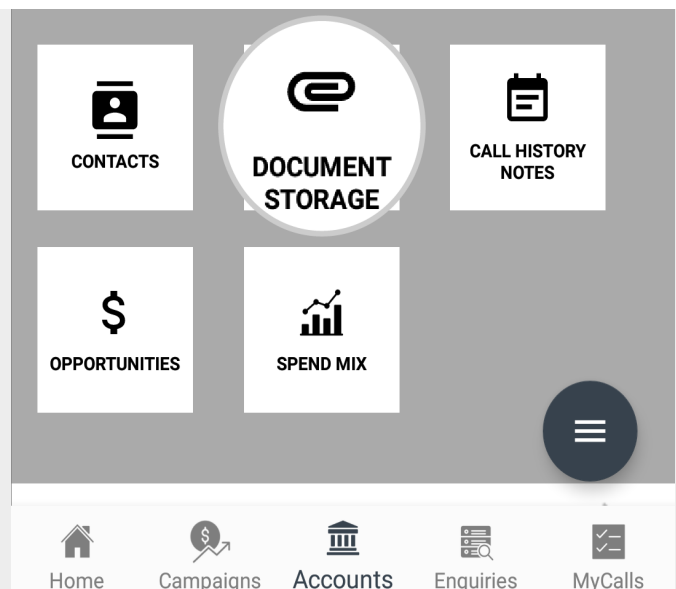 CONTACTS
DOCUMENT
STORAGE
CALL HISTORY
NOTES
OPPORTUNITIES
SPEND MIX
Home
Campaigns
Accounts
Enquiries
MyCalls